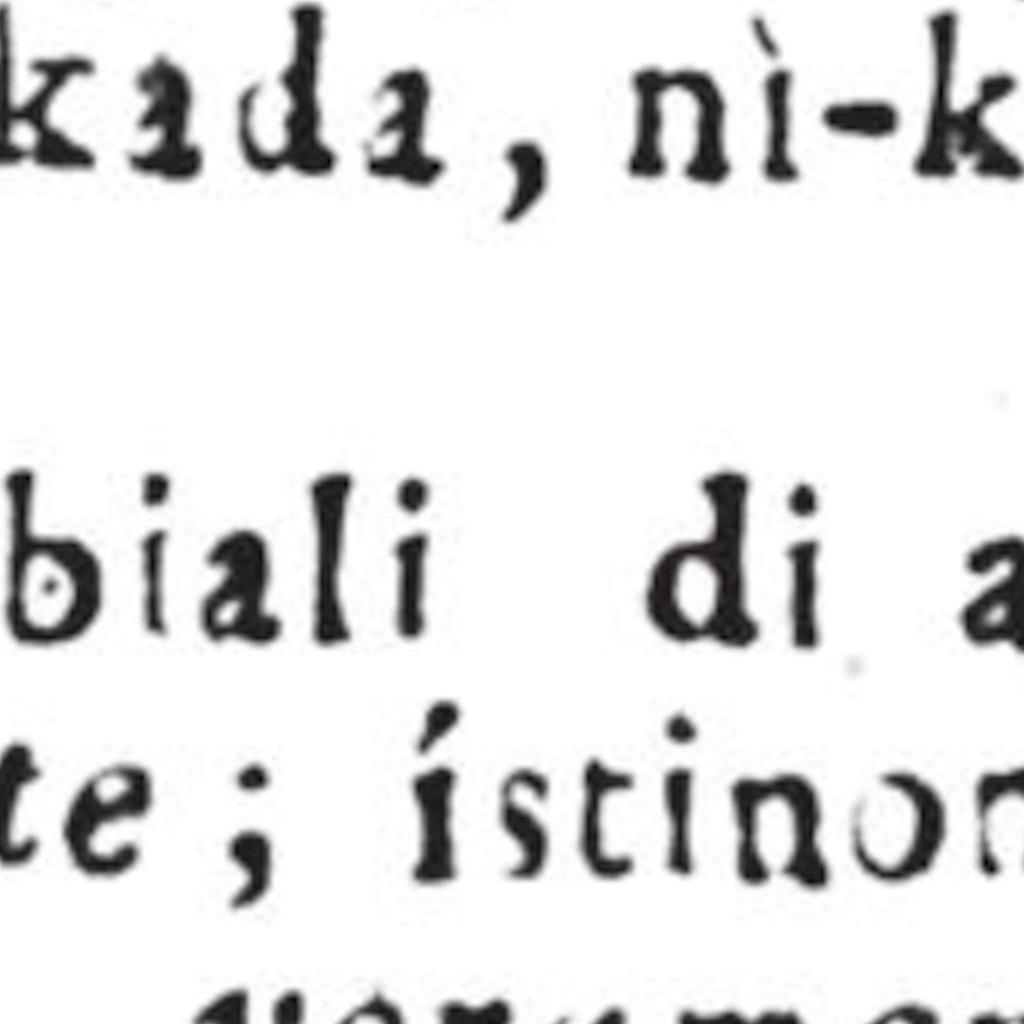 kada, nì-k
biali di a
te; ístinon